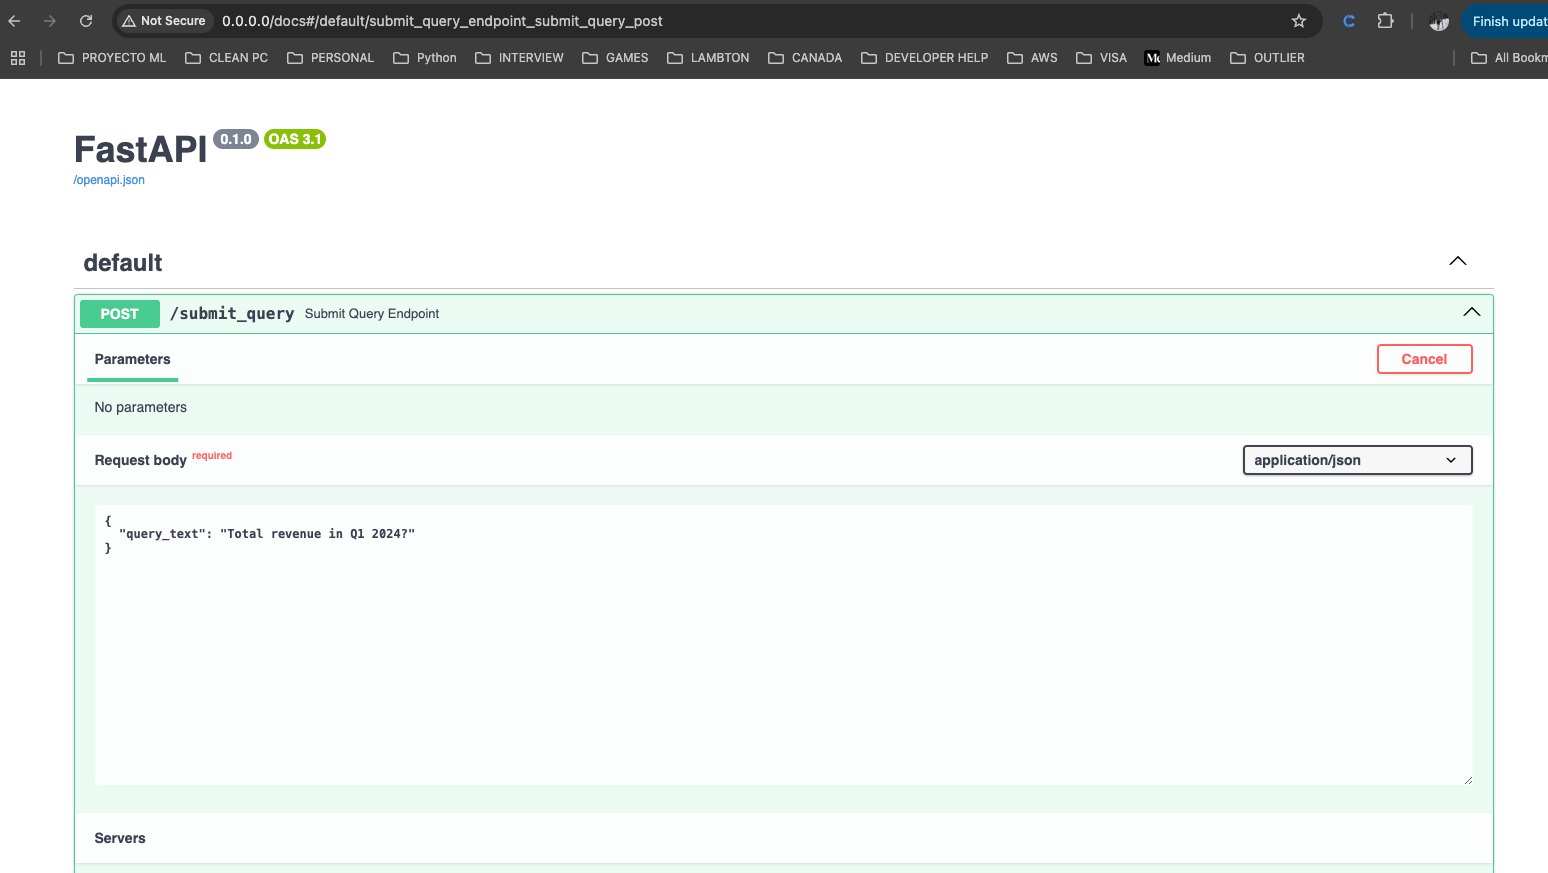 Not Secure 0.0.0.0/docs#/default/submit_query_endpoint_submit_query_post C Finish updat
PROYECTO ML CLEAN PC PERSONAL Python INTERVIEW GAMES LAMBTON CANADA DEVELOPER HELP AWS VISA Medium OUTLIER All Bookm
FastAPI 0.1.0 OAS 3.1
/openapi.json
default
POST /submit_query Submit Query Endpoint
Parameters Cancel
No parameters
Request body required application/json
{
"query_text": "Total revenue in Q1 2024?"
}
Servers